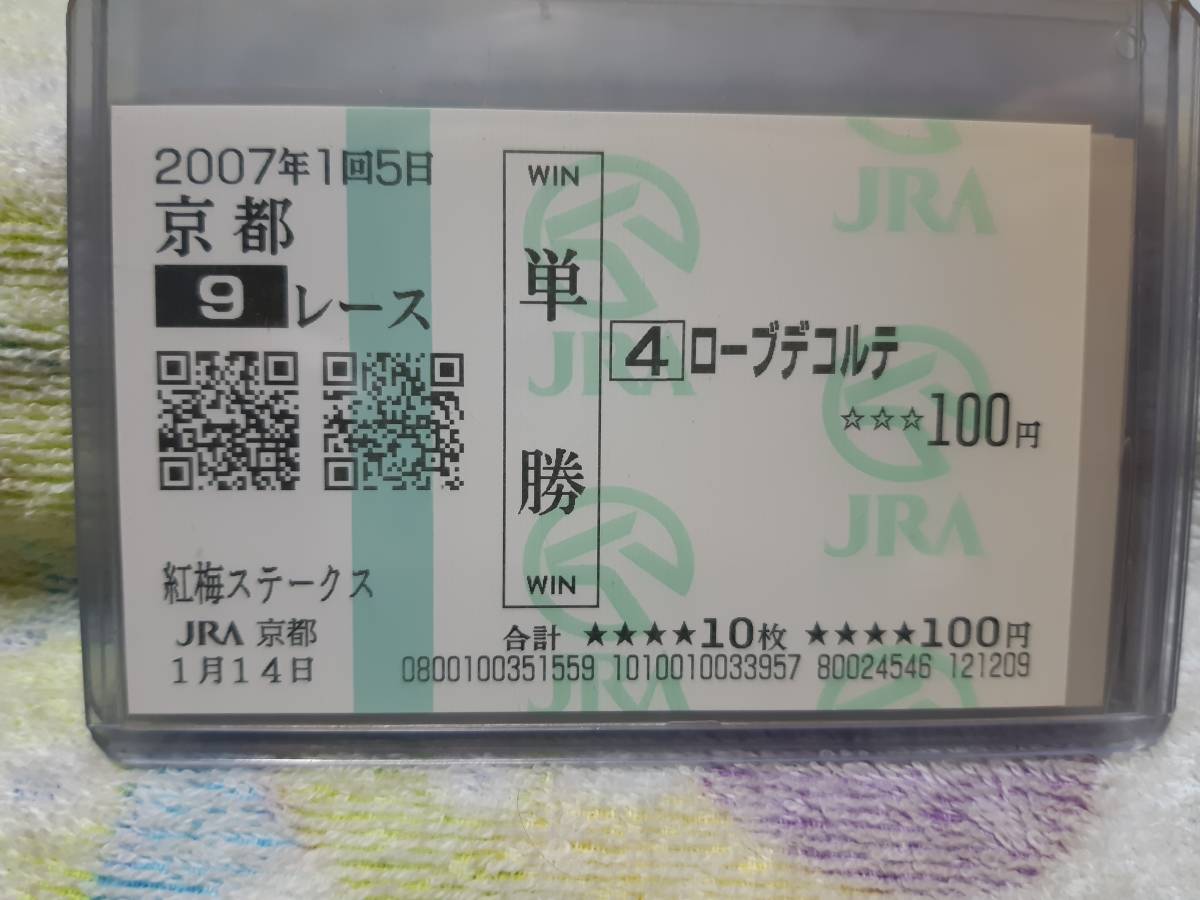 2007年1回5日
京都
9レース
紅梅ステークス
JRA 京都
1月14日
WIN
単勝
WIN
4 ローブデコルテ
☆☆☆100円
合計 ★★★★10枚 ★★★★100円
0800100351559 1010010033957 80024546 121209
JRA
JRA
JRA
JRA